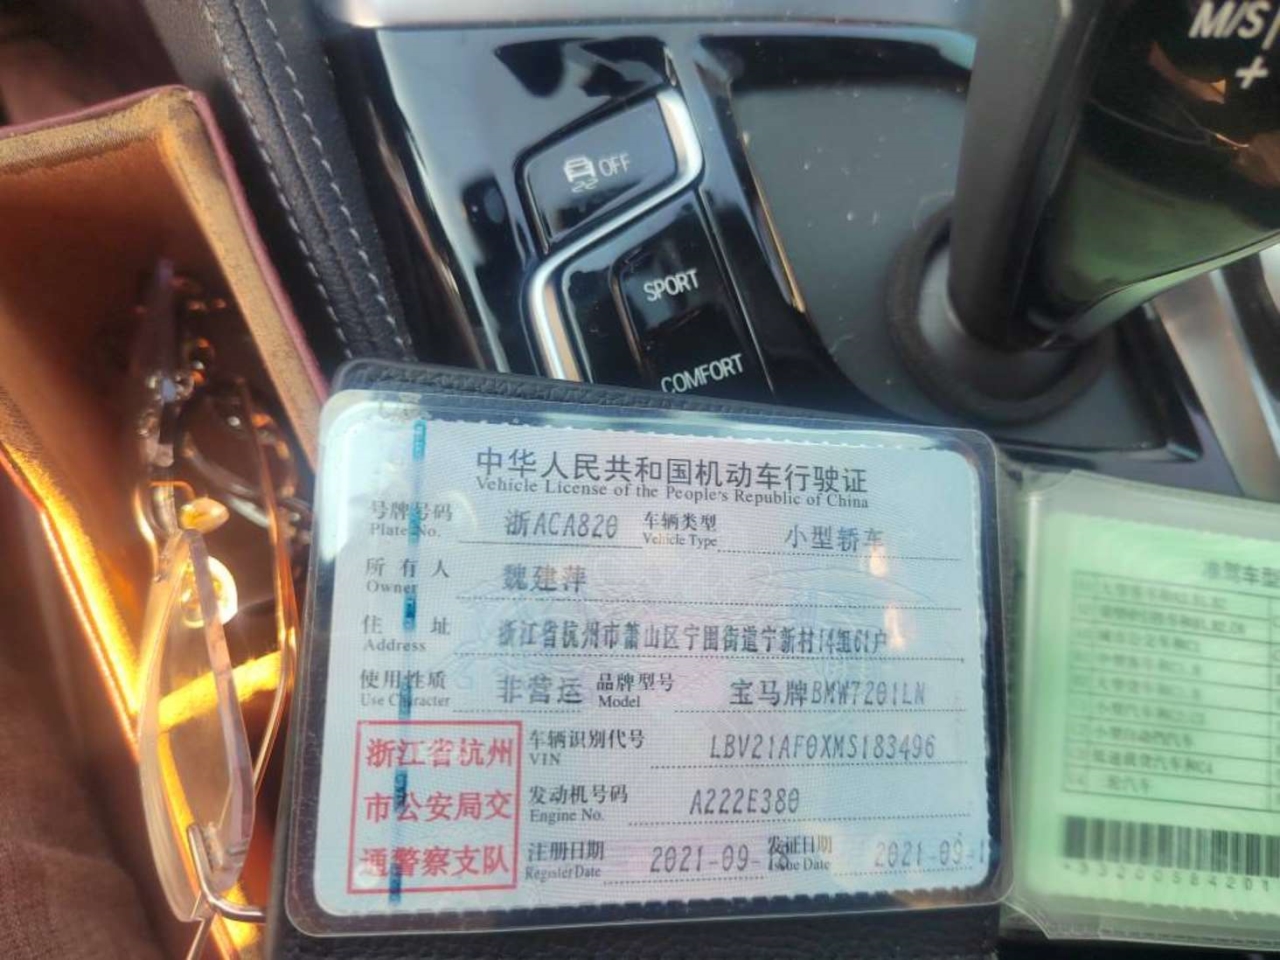 M/S
+
OFF
SPORT
COMFORT
中华人民共和国机动车行驶证
Vehicle License of the People's Republic of China
号牌号码 浙ACA820 车辆类型 小型轿车
Plate No. Vehicle Type
所有人 魏建萍
Owner
住址 浙江省杭州市萧山区宁围街道宁新村14组61户
Address
使用性质 非营运 品牌型号 宝马牌BMW7201LN
Use Character Model
浙江省杭州
市公安局交
通警察支队
车辆识别代号 LBV21AF0XMS183496
VIN
发动机号码 A222E380
Engine No.
注册日期 2021-09- 发证日期 2021-09-
Register Date Issue Date
准驾车型